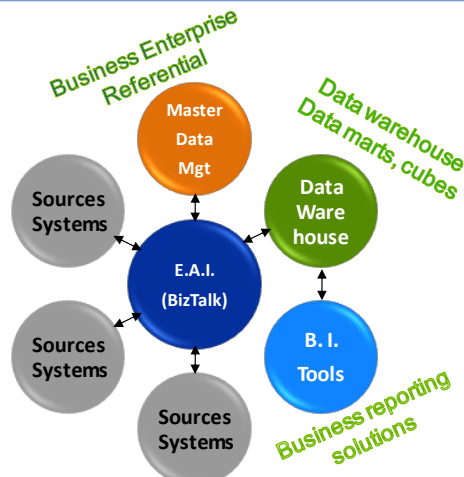 Business Enterprise
Referential
Master
Data
Mgt
Data warehouse
Data marts, cubes
Sources
Systems
Data
Ware
house
E.A.I.
(BizTalk)
Sources
Systems
B. I.
Tools
Sources
Systems
Business reporting
solutions